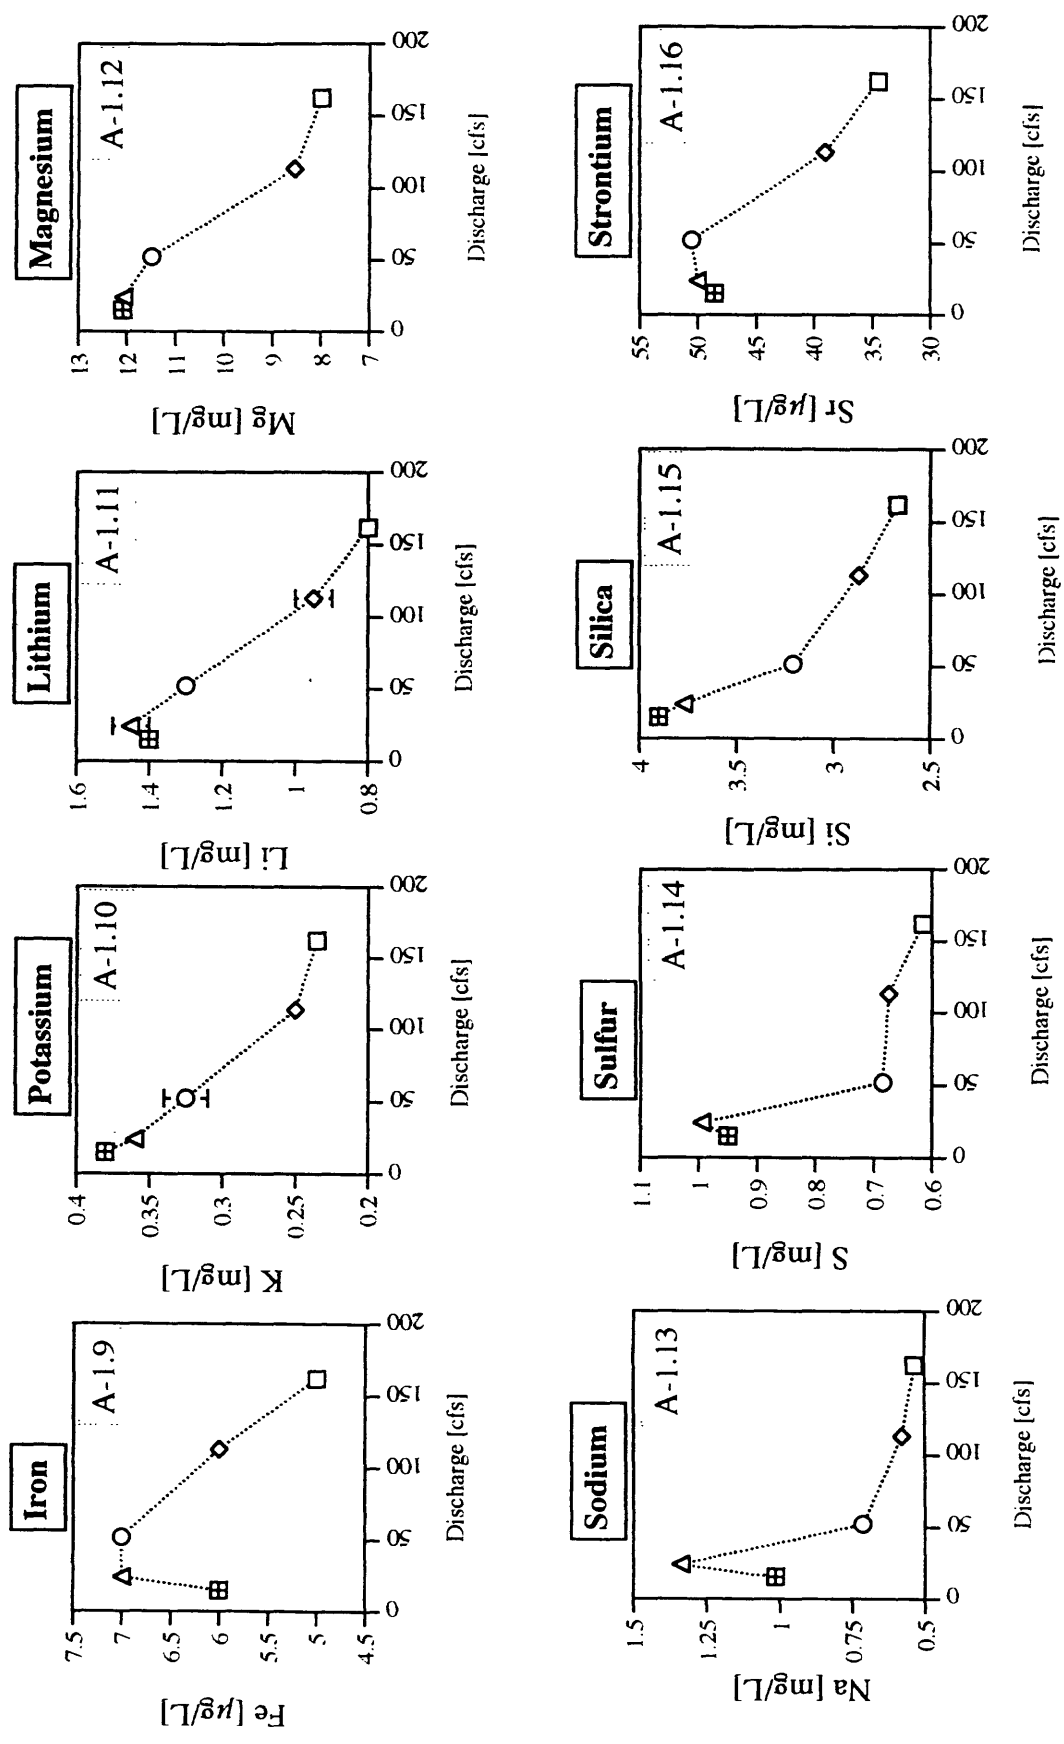 Iron
A-1.9
Fe [µg/L]
7.5
7
6.5
6
5.5
5
4.5
0
50
100
150
200
Discharge [cfs]
Potassium
A-1.10
K [mg/L]
0.4
0.35
0.3
0.25
0.2
0
50
100
150
200
Discharge [cfs]
Lithium
A-1.11
Li [mg/L]
1.6
1.4
1.2
1
0.8
0
50
100
150
200
Discharge [cfs]
Magnesium
A-1.12
Mg [mg/L]
13
12
11
10
9
8
7
0
50
100
150
200
Discharge [cfs]
Sodium
A-1.13
Na [mg/L]
1.5
1.25
1
0.75
0.5
0
50
100
150
200
Discharge [cfs]
Sulfur
A-1.14
S [mg/L]
1.1
1
0.9
0.8
0.7
0.6
0
50
100
150
200
Discharge [cfs]
Silica
A-1.15
Si [mg/L]
4
3.5
3
2.5
0
50
100
150
200
Discharge [cfs]
Strontium
A-1.16
Sr [µg/L]
55
50
45
40
35
30
0
50
100
150
200
Discharge [cfs]